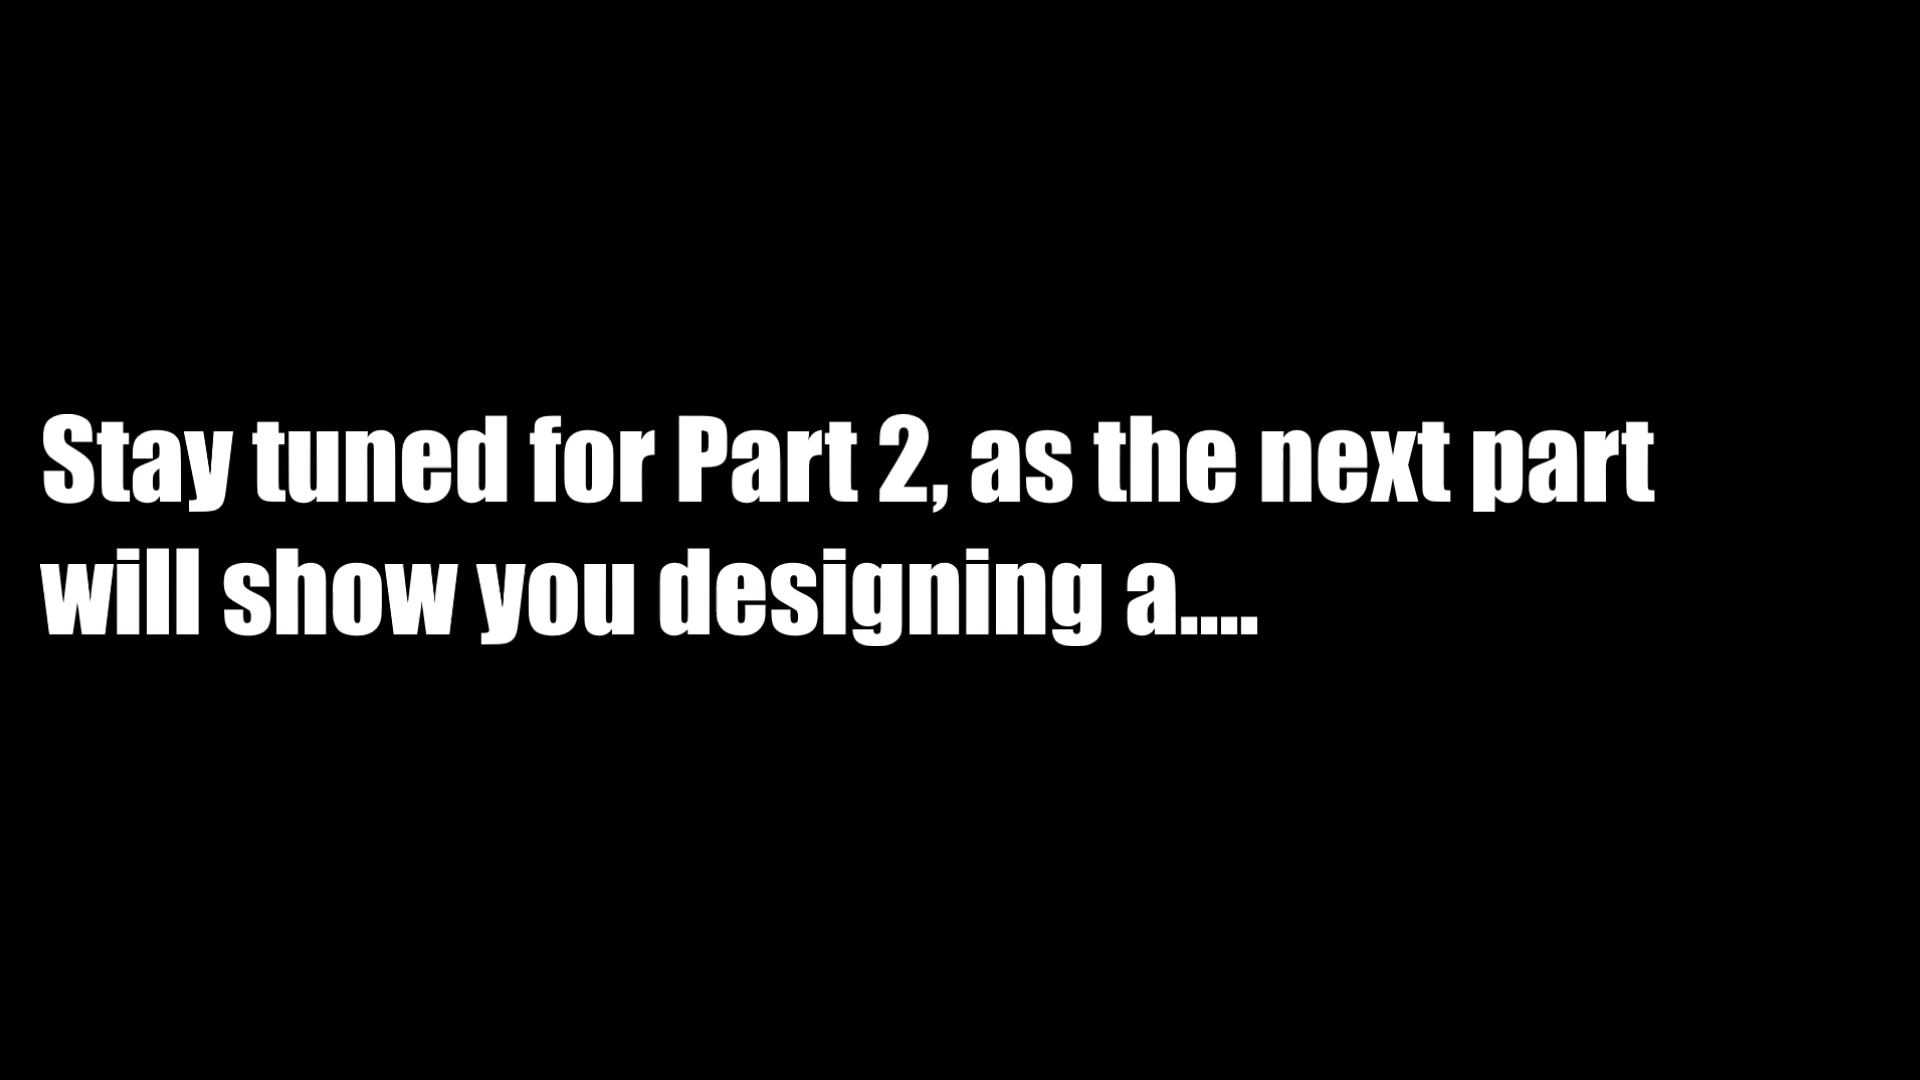 Stay tuned for Part 2, as the next part
will show you designing a....